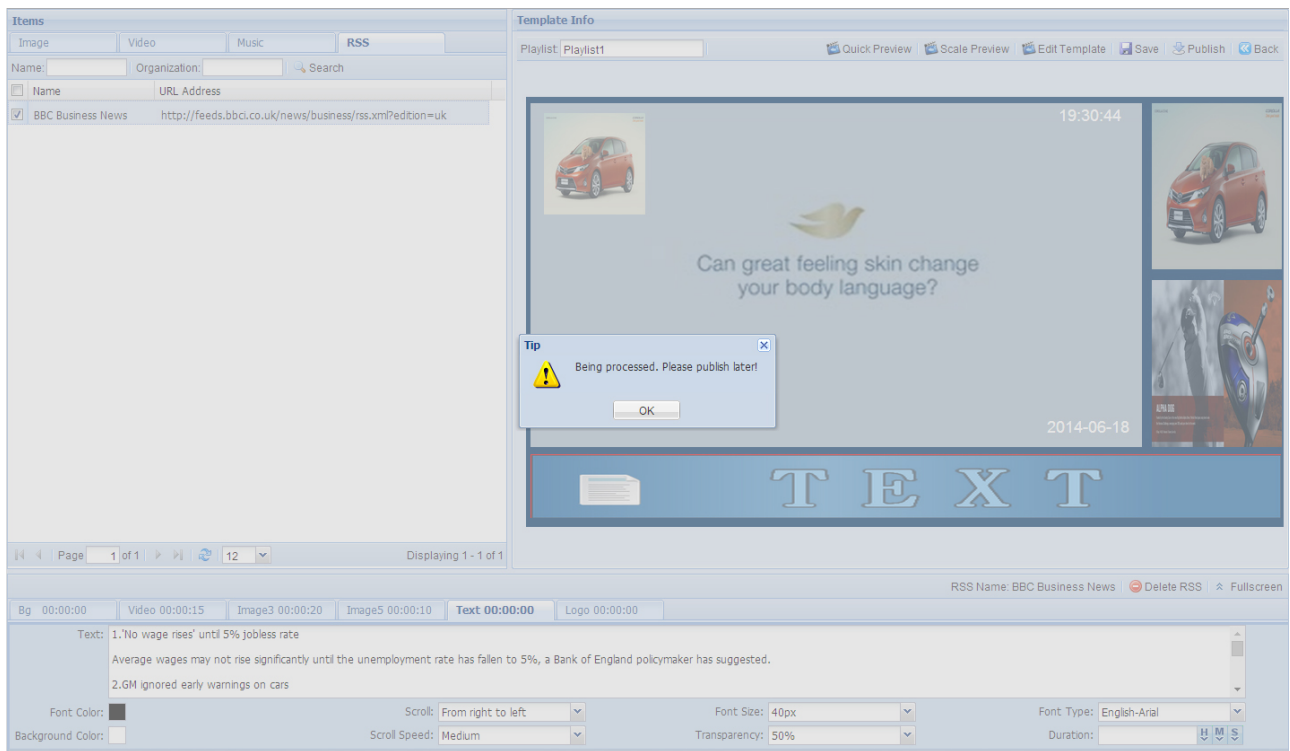 Items
Image Video Music RSS
Name: Organization: Search
Name URL Address
BBC Business News http://feeds.bbci.co.uk/news/business/rss.xml?edition=uk
Page 1 of 1 12 Displaying 1 - 1 of 1
Template Info
Playlist: Playlist1 Quick Preview Scale Preview Edit Template Save Publish Back
19:30:44
Can great feeling skin change
your body language?
Tip
Being processed. Please publish later!
OK
2014-06-18
ALPHA DOG
TEXT
RSS Name: BBC Business News Delete RSS Fullscreen
Bg 00:00:00 Video 00:00:15 Image3 00:00:20 Image5 00:00:10 Text 00:00:00 Logo 00:00:00
Text: 1.'No wage rises' until 5% jobless rate
Average wages may not rise significantly until the unemployment rate has fallen to 5%, a Bank of England policymaker has suggested.
2.GM ignored early warnings on cars
Font Color: Scroll: From right to left Font Size: 40px Font Type: English-Arial
Background Color: Scroll Speed: Medium Transparency: 50% Duration: H M S